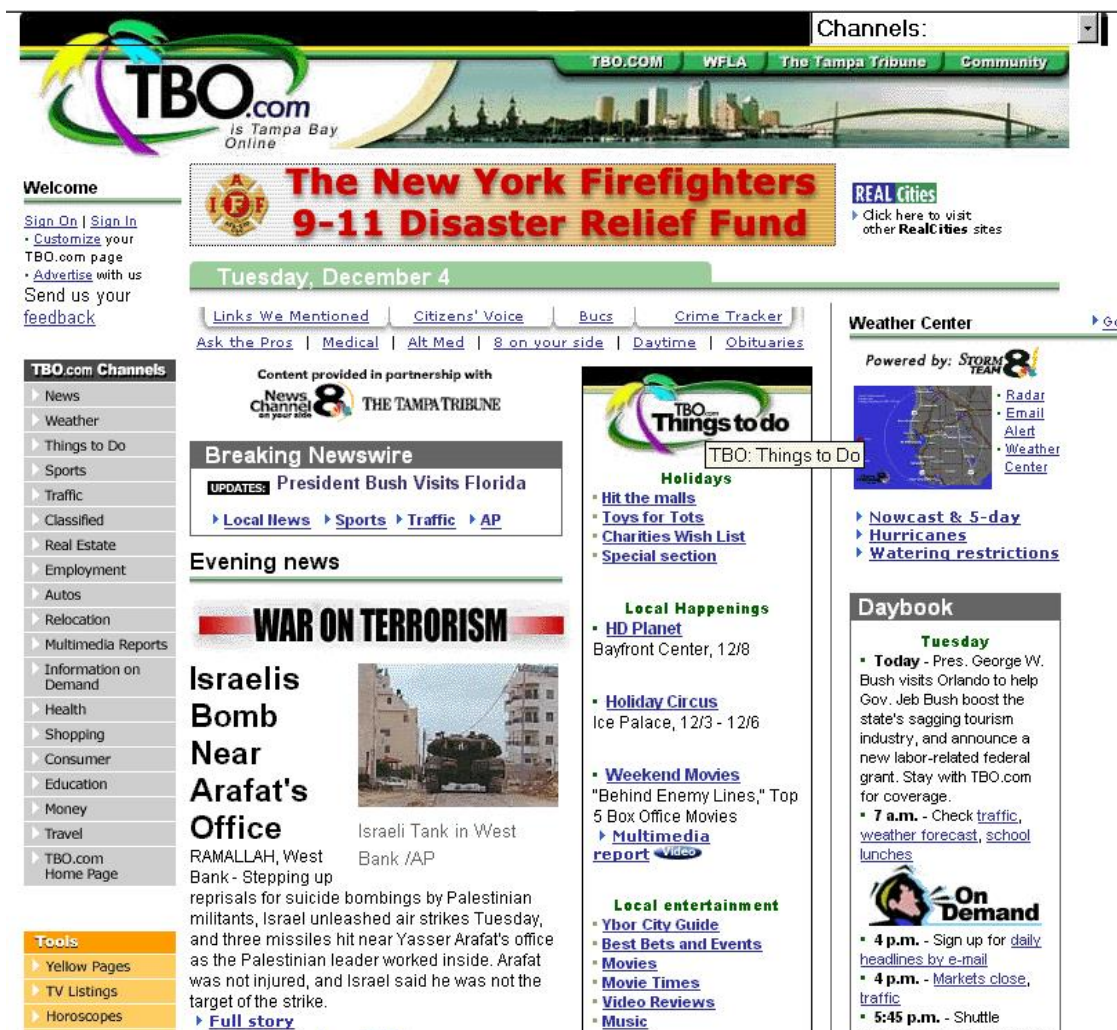 Channels:
TBO.COM WFLA The Tampa Tribune Community
TBO.com
is Tampa Bay
Online
Welcome
Sign On | Sign In
• Customize your
TBO.com page
• Advertise with us
Send us your
feedback
I A F F
The New York Firefighters
9-11 Disaster Relief Fund
REAL Cities
Click here to visit
other RealCities sites
Tuesday, December 4
Links We Mentioned Citizens' Voice Bucs Crime Tracker
Ask the Pros | Medical | Alt Med | 8 on your side | Daytime | Obituaries
TBO.com Channels
News
Weather
Things to Do
Sports
Traffic
Classified
Real Estate
Employment
Autos
Relocation
Multimedia Reports
Information on
Demand
Health
Shopping
Consumer
Education
Money
Travel
TBO.com
Home Page
Tools
Yellow Pages
TV Listings
Horoscopes
Content provided in partnership with
News
Channel 8
on your side
THE TAMPA TRIBUNE
Breaking Newswire
UPDATES: President Bush Visits Florida
Local News Sports Traffic AP
Evening news
WAR ON TERRORISM
Israelis
Bomb
Near
Arafat's
Office
Israeli Tank in West
Bank /AP
RAMALLAH, West
Bank - Stepping up
reprisals for suicide bombings by Palestinian
militants, Israel unleashed air strikes Tuesday,
and three missiles hit near Yasser Arafat's office
as the Palestinian leader worked inside. Arafat
was not injured, and Israel said he was not the
target of the strike.
Full story
TBO.com
Things to do
TBO: Things to Do
Holidays
Hit the malls
Toys for Tots
Charities Wish List
Special section
Local Happenings
HD Planet
Bayfront Center, 12/8
Holiday Circus
Ice Palace, 12/3 - 12/6
Weekend Movies
"Behind Enemy Lines," Top
5 Box Office Movies
Multimedia
report Video
Local entertainment
Ybor City Guide
Best Bets and Events
Movies
Movie Times
Video Reviews
Music
Weather Center
Powered by: STORM TEAM 8
• Radar
• Email
Alert
• Weather
Center
Nowcast & 5-day
Hurricanes
Watering restrictions
Daybook
Tuesday
Today - Pres. George W.
Bush visits Orlando to help
Gov. Jeb Bush boost the
state's sagging tourism
industry, and announce a
new labor-related federal
grant. Stay with TBO.com
for coverage.
7 a.m. - Check traffic,
weather forecast, school
lunches
On
Demand
4 p.m. - Sign up for daily
headlines by e-mail
4 p.m. - Markets close,
traffic
5:45 p.m. - Shuttle